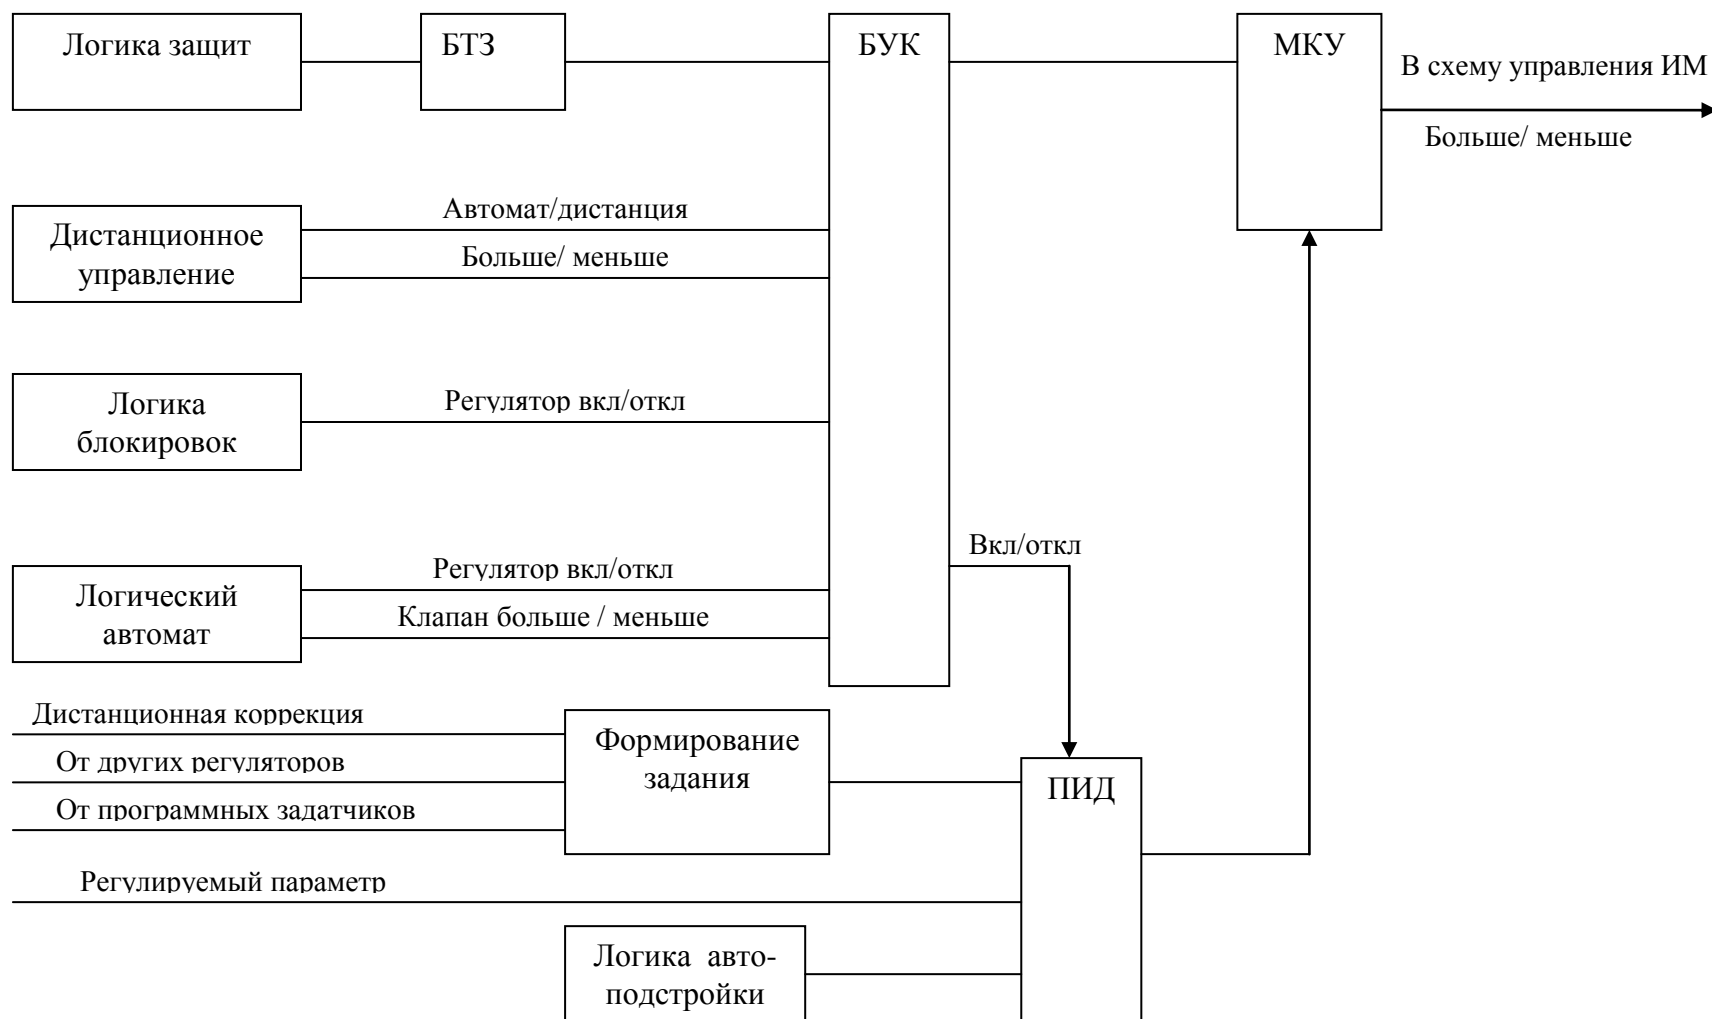 Логика защит
БТЗ
БУК
МКУ
В схему управления ИМ
Больше/ меньше
Дистанционное
управление
Автомат/дистанция
Больше/ меньше
Логика
блокировок
Регулятор вкл/откл
Логический
автомат
Регулятор вкл/откл
Клапан больше / меньше
Вкл/откл
Дистанционная коррекция
От других регуляторов
От программных задатчиков
Формирование
задания
ПИД
Регулируемый параметр
Логика авто-
подстройки